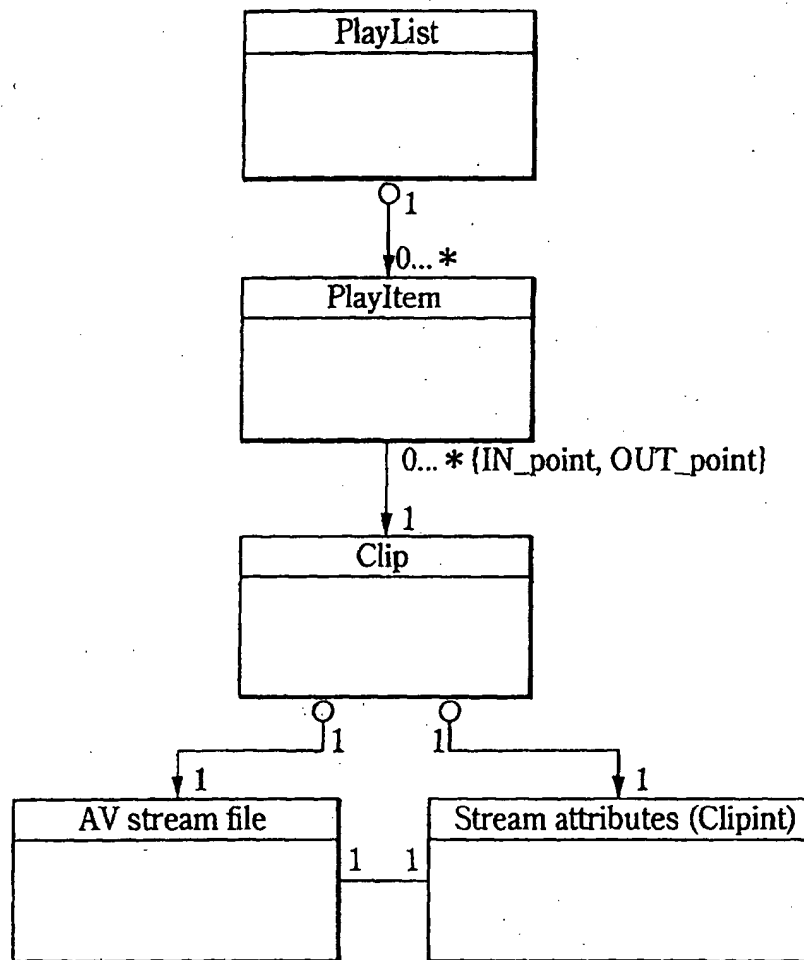 PlayList
1
0... *
PlayItem
0... * {IN_point, OUT_point}
1
Clip
1
1
1
1
AV stream file
Stream attributes (Clipint)
1
1